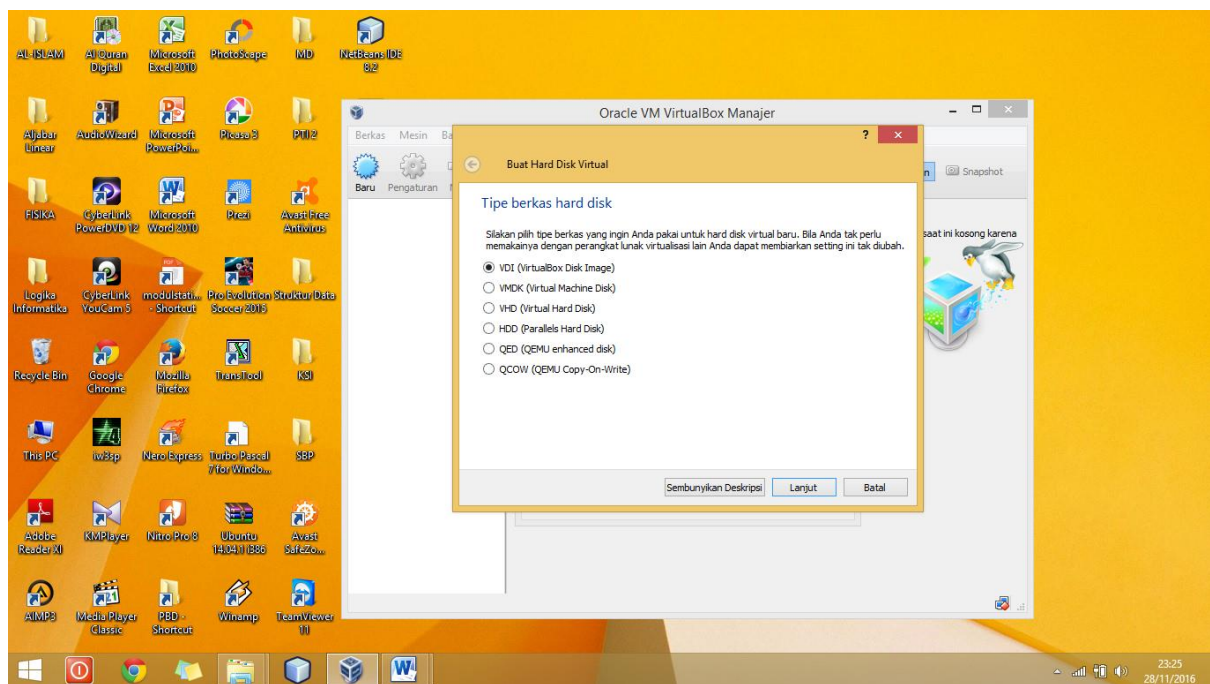 AL-ISLAM
Al Quran Digital
Microsoft Excel 2010
PhotoScape
IMD
NetBeans IDE 8.2
Aljabar Linear
AudioWizard
Microsoft PowerPoi...
Picasa 3
PTI 2
FISIKA
CyberLink PowerDVD 12
Microsoft Word 2010
Prezi
Avast Free Antivirus
Logika Informatika
CyberLink YouCam 5
modulstati... - Shortcut
Pro Evolution Soccer 2015
Struktur Data
Recycle Bin
Google Chrome
Mozilla Firefox
TransTool
KSI
This PC
iw3sp
Nero Express
Turbo Pascal 7 for Windo...
SBP
Adobe Reader XI
KMPlayer
Nitro Pro 8
Ubuntu 14.04.1 i386
Avast SafeZo...
AIMP3
Media Player Classic
PBD - Shortcut
Winamp
TeamViewer 11
Oracle VM VirtualBox Manajer
Berkas Mesin Ba
Baru Pengaturan
n Snapshot
saat ini kosong karena
?
Buat Hard Disk Virtual
Tipe berkas hard disk
Silakan pilih tipe berkas yang ingin Anda pakai untuk hard disk virtual baru. Bila Anda tak perlu
memakainya dengan perangkat lunak virtualisasi lain Anda dapat membiarkan setting ini tak diubah.
VDI (VirtualBox Disk Image)
VMDK (Virtual Machine Disk)
VHD (Virtual Hard Disk)
HDD (Parallels Hard Disk)
QED (QEMU enhanced disk)
QCOW (QEMU Copy-On-Write)
Sembunyikan Deskripsi Lanjut Batal
23:25
28/11/2016